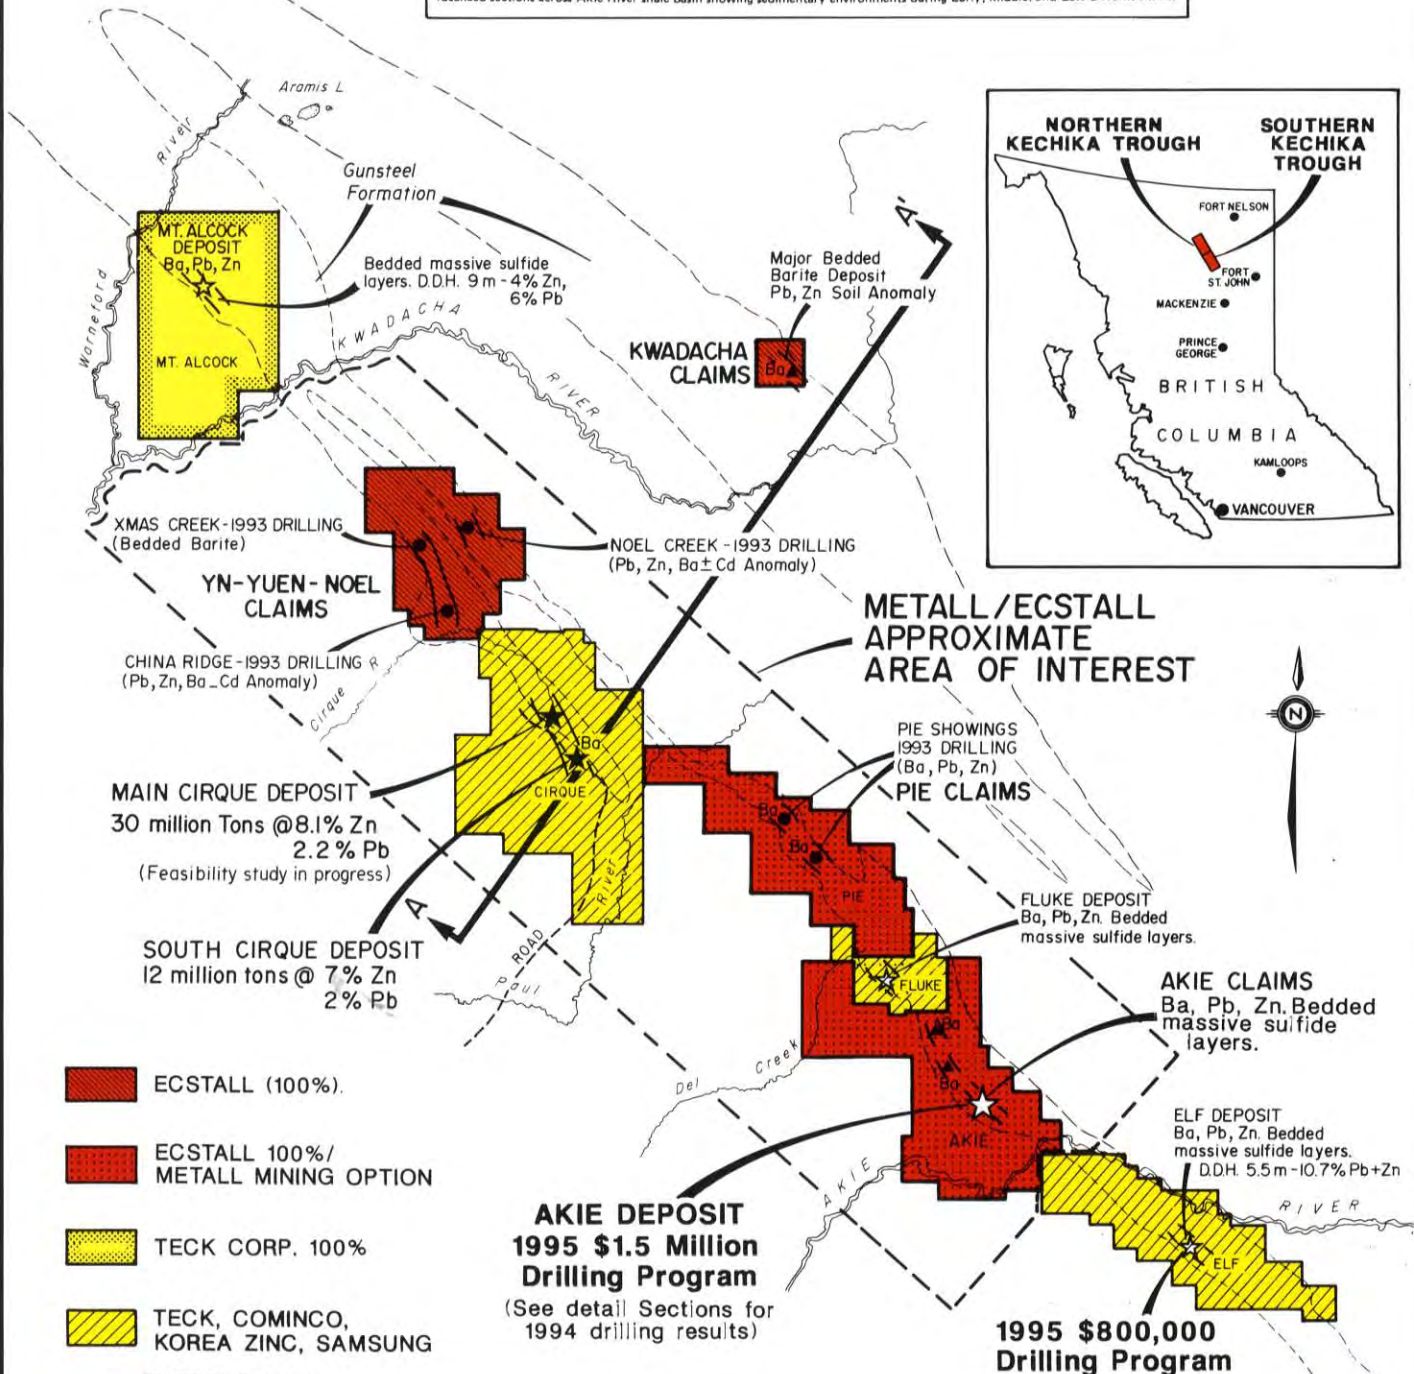 Aramis L
River
Gunsteel
Formation
MT. ALCOCK
DEPOSIT
Ba, Pb, Zn
Bedded massive sulfide
layers. D.D.H. 9 m - 4% Zn,
6% Pb
Warneford
MT. ALCOCK
KWADACHA
RIVER
A'
Major Bedded
Barite Deposit
Pb, Zn Soil Anomaly
KWADACHA
CLAIMS
Ba
NORTHERN
KECHIKA TROUGH
SOUTHERN
KECHIKA
TROUGH
FORT NELSON
FORT
ST. JOHN
MACKENZIE
PRINCE
GEORGE
BRITISH
COLUMBIA
KAMLOOPS
VANCOUVER
XMAS CREEK-1993 DRILLING
(Bedded Barite)
NOEL CREEK-1993 DRILLING
(Pb, Zn, Ba±Cd Anomaly)
YN-YUEN-NOEL
CLAIMS
CHINA RIDGE-1993 DRILLING
(Pb, Zn, Ba_Cd Anomaly)
Cirque R
METALL/ECSTALL
APPROXIMATE
AREA OF INTEREST
N
PIE SHOWINGS
1993 DRILLING
(Ba, Pb, Zn)
PIE CLAIMS
Ba
CIRQUE
MAIN CIRQUE DEPOSIT
30 million Tons @8.1% Zn
2.2% Pb
(Feasibility study in progress)
Ba
Ba
PIE
River
A
ROAD
Paul
SOUTH CIRQUE DEPOSIT
12 million tons @ 7% Zn
2% Pb
FLUKE DEPOSIT
Ba, Pb, Zn. Bedded
massive sulfide layers.
FLUKE
AKIE CLAIMS
Ba, Pb, Zn. Bedded
massive sulfide
layers.
Ba
Ba
Del Creek
AKIE
AKIE
RIVER
ELF DEPOSIT
Ba, Pb, Zn. Bedded
massive sulfide layers.
D.D.H. 5.5m-10.7% Pb+Zn
ELF
ECSTALL (100%).
ECSTALL 100%/
METALL MINING OPTION
TECK CORP. 100%
TECK, COMINCO,
KOREA ZINC, SAMSUNG
AKIE DEPOSIT
1995 $1.5 Million
Drilling Program
(See detail Sections for
1994 drilling results)
1995 $800,000
Drilling Program